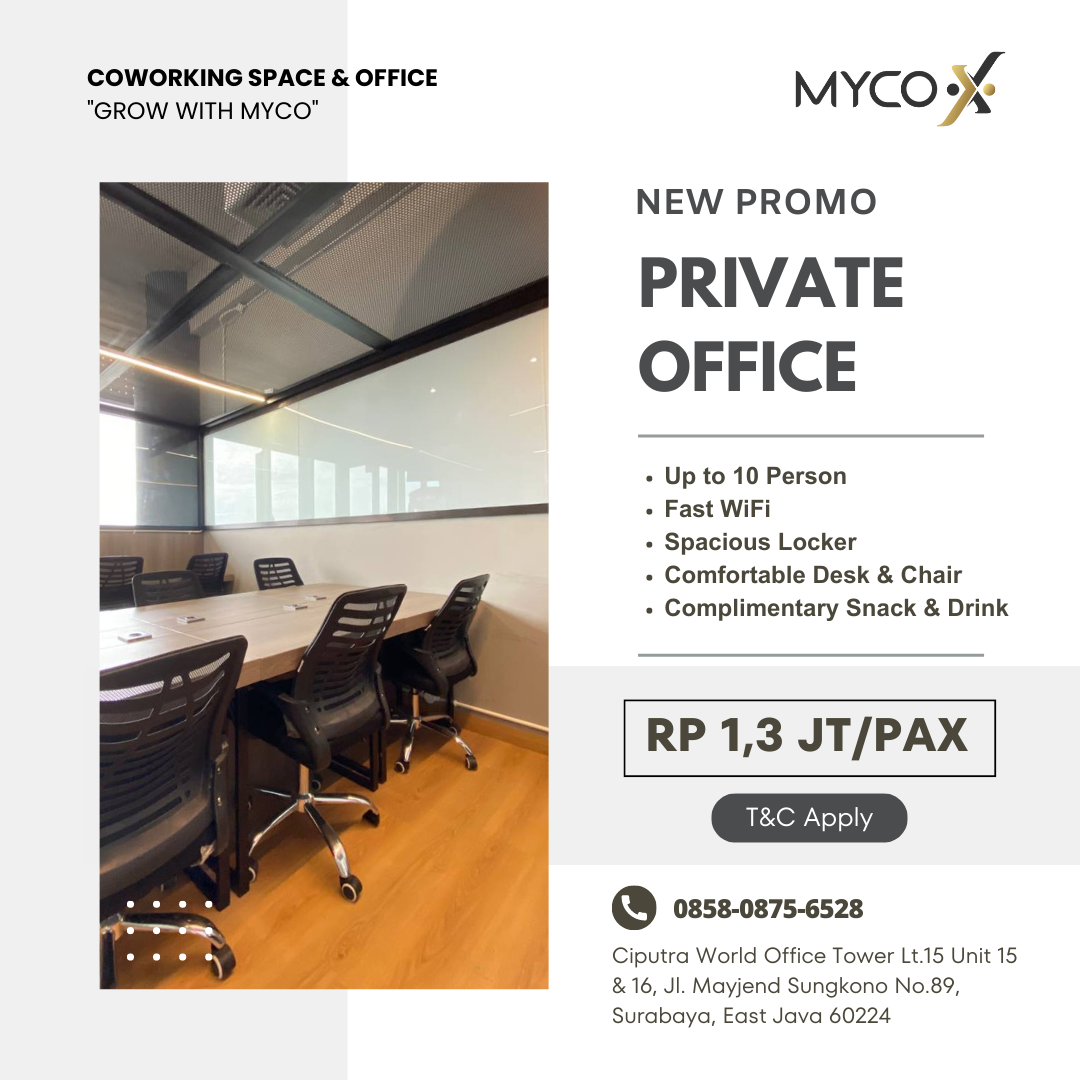 COWORKING SPACE & OFFICE
"GROW WITH MYCO"
MYCO X
NEW PROMO
PRIVATE
OFFICE
• Up to 10 Person
• Fast WiFi
• Spacious Locker
• Comfortable Desk & Chair
• Complimentary Snack & Drink
RP 1,3 JT/PAX
T&C Apply
0858-0875-6528
Ciputra World Office Tower Lt.15 Unit 15
& 16, Jl. Mayjend Sungkono No.89,
Surabaya, East Java 60224